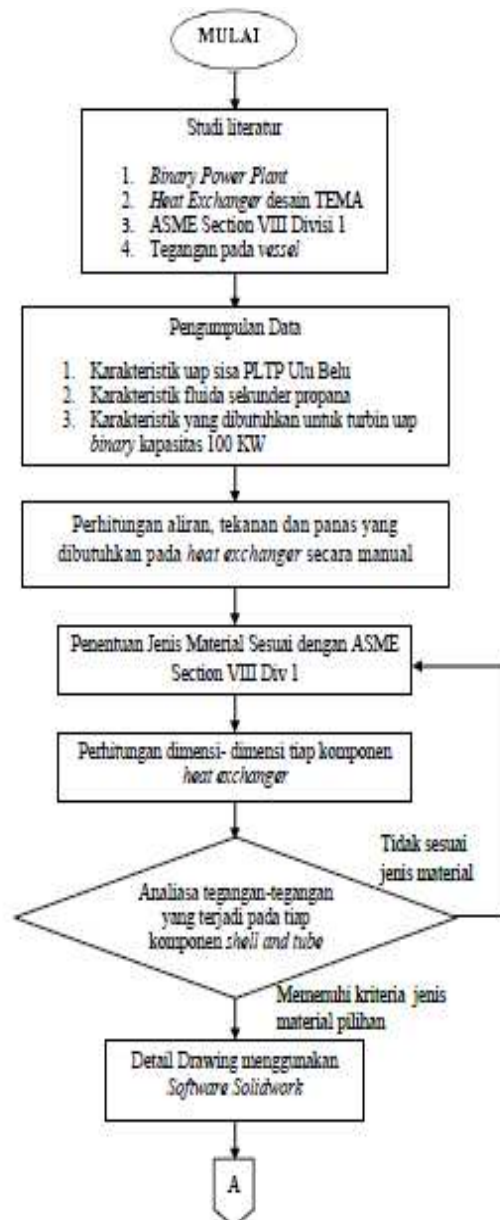 MULAI
Studi literatur
1. Binary Power Plant
2. Heat Exchanger desain TEMA
3. ASME Section VIII Divisi 1
4. Tegangan pada vessel
Pengumpulan Data
1. Karakteristik uap sisa PLTP Ulu Belu
2. Karakteristik fluida sekunder propana
3. Karakteristik yang dibutuhkan untuk turbin uap
binary kapasitas 100 KW
Perhitungan aliran, tekanan dan panas yang
dibutuhkan pada heat exchanger secara manual
Penentuan Jenis Material Sesuai dengan ASME
Section VIII Div 1
Perhitungan dimensi- dimensi tiap komponen
heat exchanger
Tidak sesuai
jenis material
Analiasa tegangan-tegangan
yang terjadi pada tiap
komponen shell and tube
Memenuhi kriteria jenis
material pilihan
Detail Drawing menggunakan
Software Solidwork
A